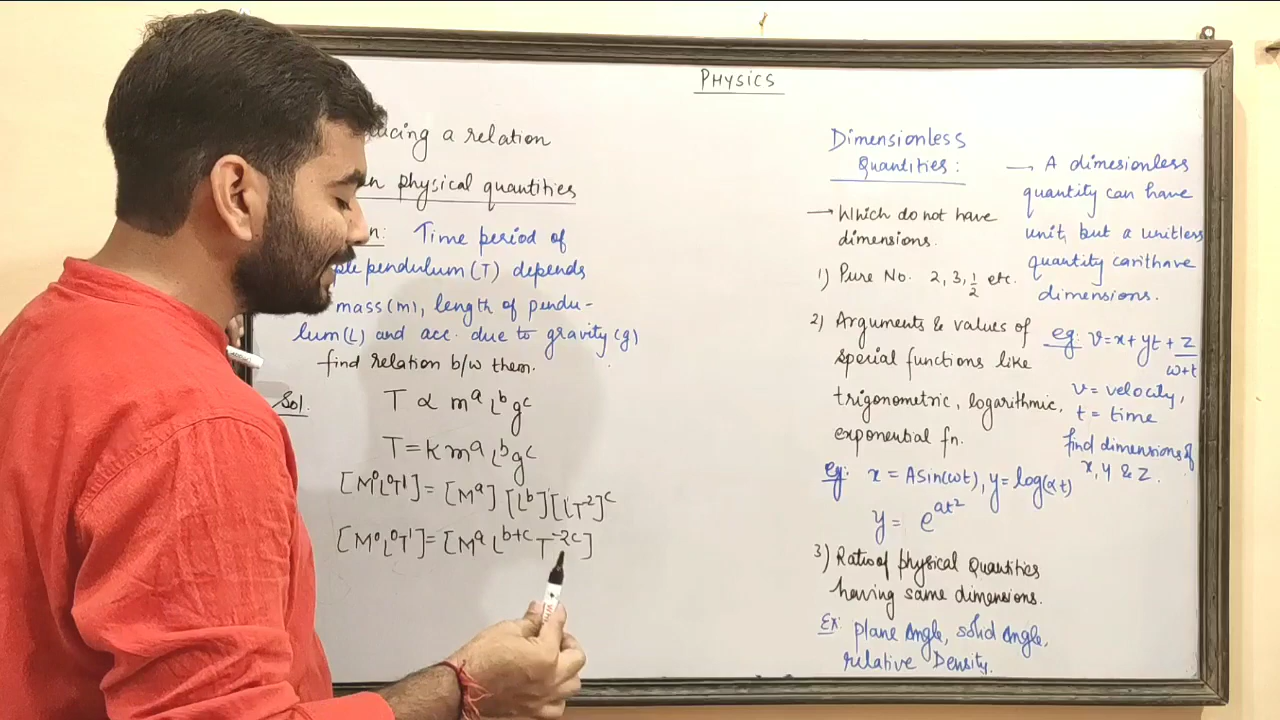 PHYSICS
ucing a relation
n physical quantities
n: Time period of
ple pendulum (T) depends
mass (m), length of pendu-
lum (L) and acc. due to gravity (g)
find relation b/w them.
Sol.
T ∝ m^a L^b g^c
T = k m^a L^b g^c
[M⁰L⁰T¹] = [M^a] [L^b] [L¹T⁻²]^c
[M⁰L⁰T¹] = [M^a L^b+c T^-2c]
Dimensionless
Quantities:
→ Which do not have
dimensions.
1) Pure No. 2, 3, 1/2 etc.
2) Arguments & values of
special functions like
trigonometric, logarithmic,
exponential fn.
eg: x = A sin(ωt), y = log(αt)
y = e^at²
3) Ratio of physical Quantities
having same dimensions.
Ex: plane Angle, solid Angle,
relative Density.
→ A dimesionless
quantity can have
unit, but a unitless
quantity can't have
dimensions.
eg: v = x + yt + z/ω+t
v = velocity,
t = time
find dimensions of
x, y & z.